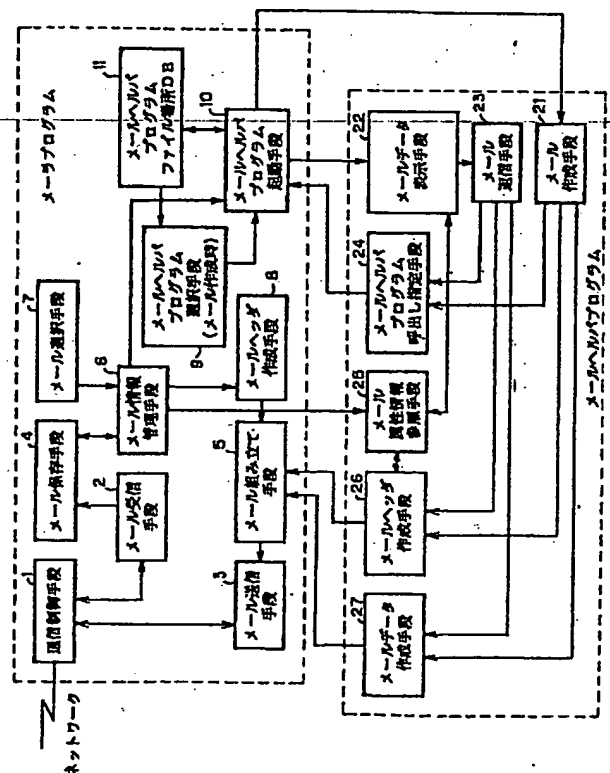 ネットワーク
メーラプログラム
1
通信制御手段
2
メール受信
手段
3
メール送信
手段
4
メール保存手段
5
メール組み立て
手段
6
メール情報
管理手段
7
メール選択手段
8
メールヘッダ
作成手段
9
メールヘルパ
プログラム
選択手段
(メール作成時)
10
メールヘルパ
プログラム
起動手段
11
メールヘルパ
プログラム
ファイル場所DB
メールヘルパプログラム
21
メール
作成手段
22
メールデータ
表示手段
23
メール
返信手段
24
メールヘルパ
プログラム
呼出し指定手段
25
メール
属性情報
参照手段
26
メールヘッダ
作成手段
27
メールデータ
作成手段